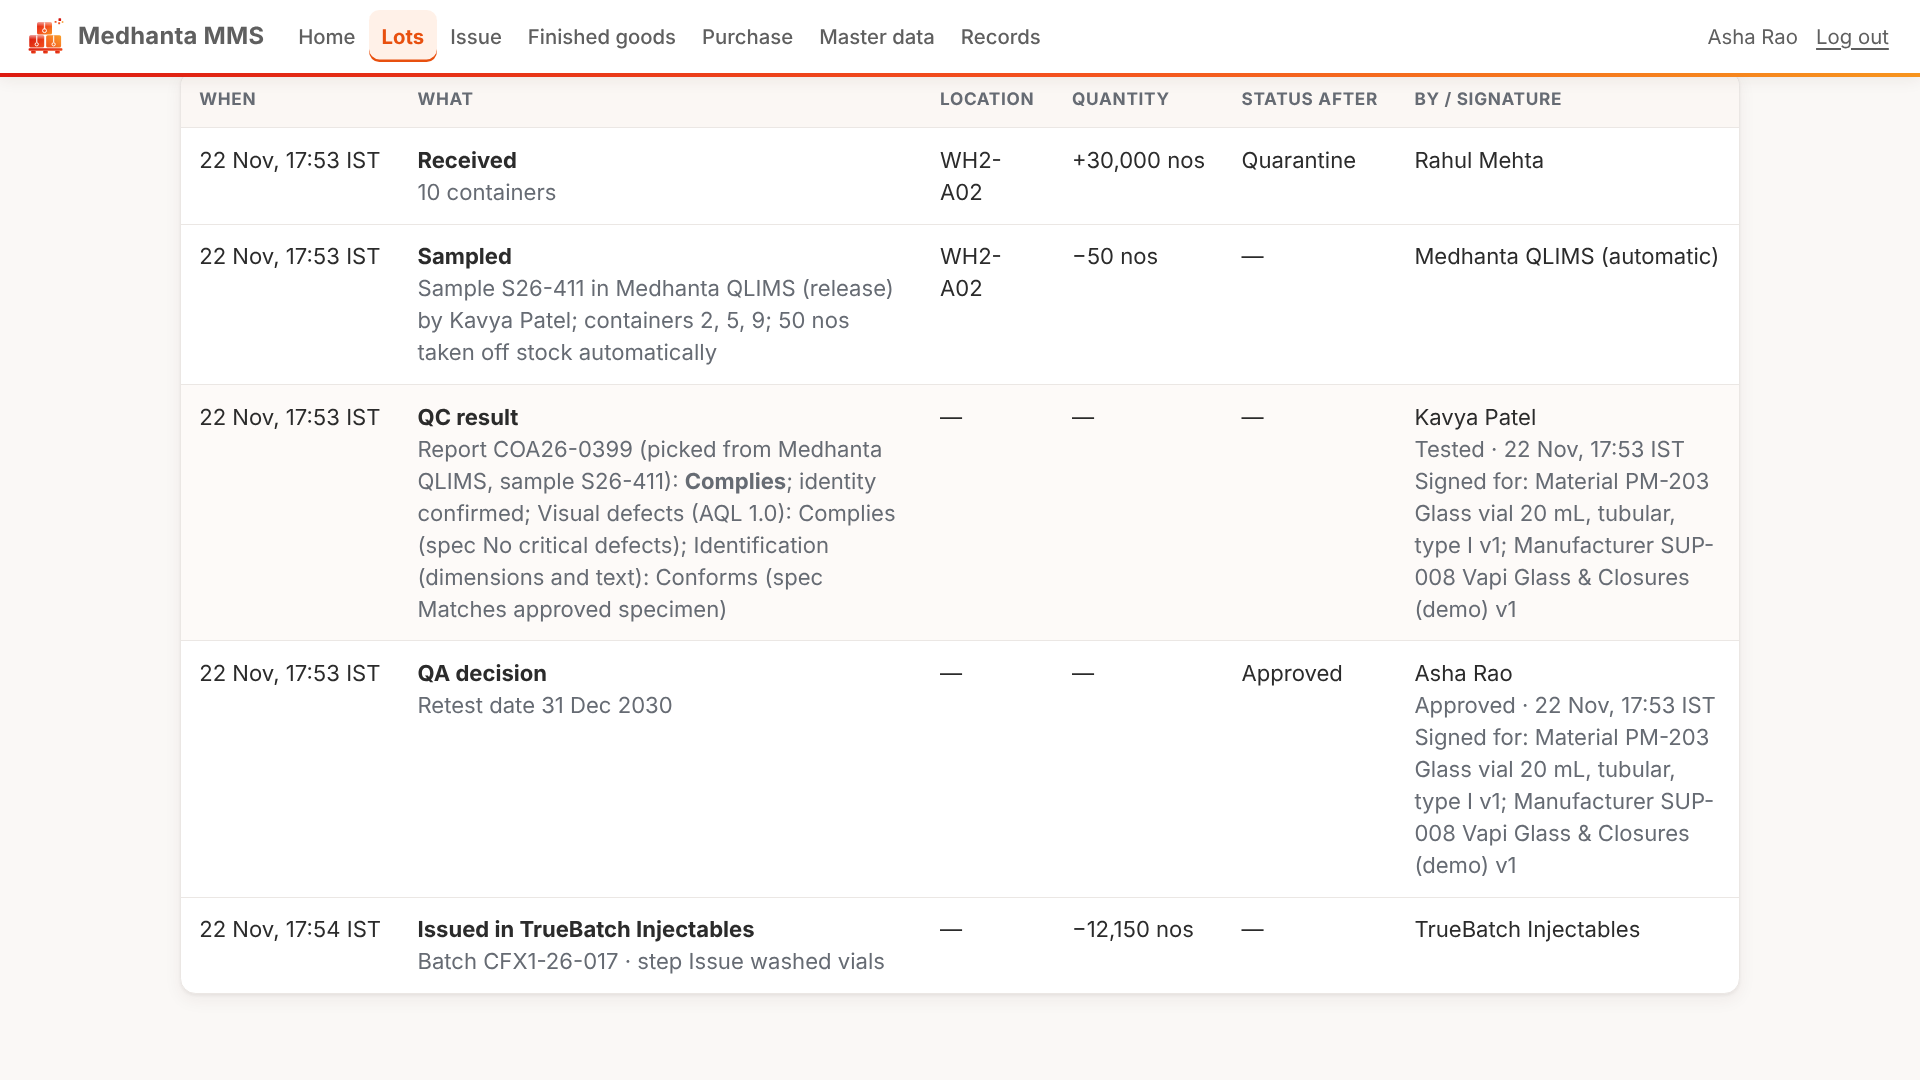 Medhanta MMS
Home
Lots
Issue
Finished goods
Purchase
Master data
Records
Asha Rao
Log out
WHEN
WHAT
LOCATION
QUANTITY
STATUS AFTER
BY / SIGNATURE
22 Nov, 17:53 IST
Received
10 containers
WH2-
A02
+30,000 nos
Quarantine
Rahul Mehta
22 Nov, 17:53 IST
Sampled
Sample S26-411 in Medhanta QLIMS (release)
by Kavya Patel; containers 2, 5, 9; 50 nos
taken off stock automatically
WH2-
A02
−50 nos
—
Medhanta QLIMS (automatic)
22 Nov, 17:53 IST
QC result
Report COA26-0399 (picked from Medhanta
QLIMS, sample S26-411): Complies; identity
confirmed; Visual defects (AQL 1.0): Complies
(spec No critical defects); Identification
(dimensions and text): Conforms (spec
Matches approved specimen)
—
—
—
Kavya Patel
Tested · 22 Nov, 17:53 IST
Signed for: Material PM-203
Glass vial 20 mL, tubular,
type I v1; Manufacturer SUP-
008 Vapi Glass & Closures
(demo) v1
22 Nov, 17:53 IST
QA decision
Retest date 31 Dec 2030
—
—
Approved
Asha Rao
Approved · 22 Nov, 17:53 IST
Signed for: Material PM-203
Glass vial 20 mL, tubular,
type I v1; Manufacturer SUP-
008 Vapi Glass & Closures
(demo) v1
22 Nov, 17:54 IST
Issued in TrueBatch Injectables
Batch CFX1-26-017 · step Issue washed vials
—
−12,150 nos
—
TrueBatch Injectables